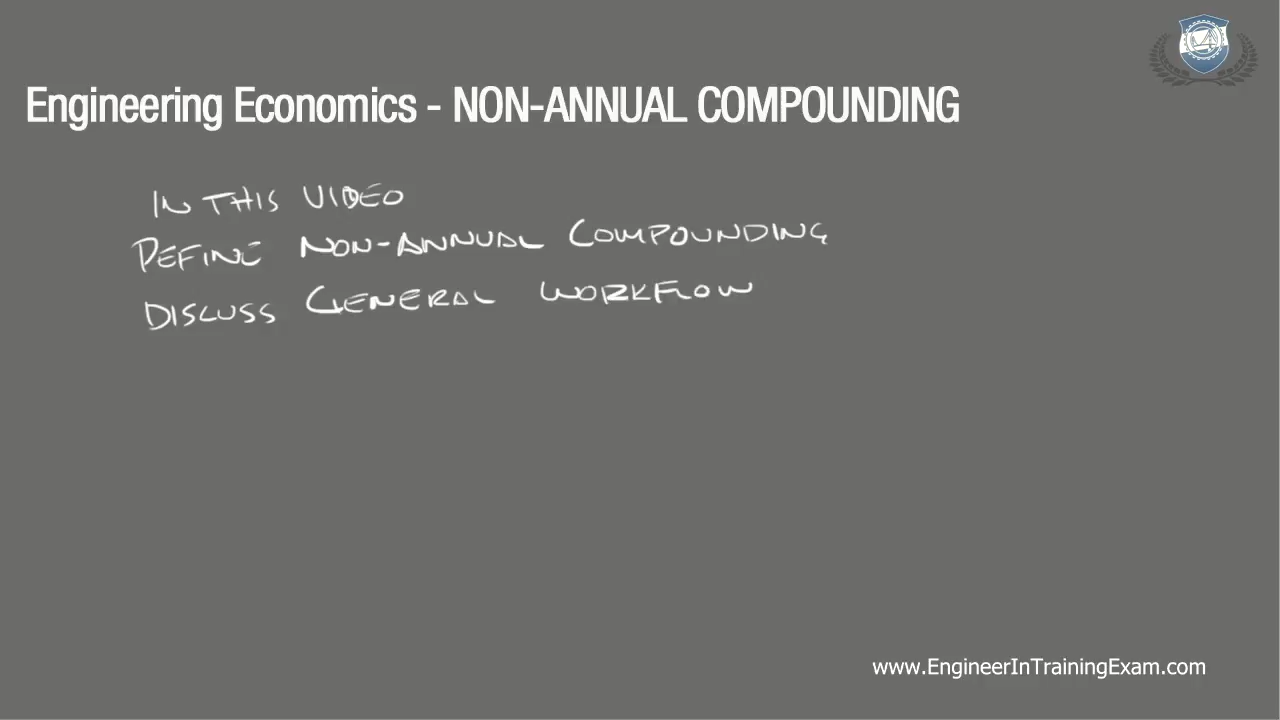 Engineering Economics - NON-ANNUAL COMPOUNDING
IN THIS VIDEO
DEFINE NON-ANNUAL COMPOUNDING
DISCUSS GENERAL WORKFLOW
www.EngineerInTrainingExam.com